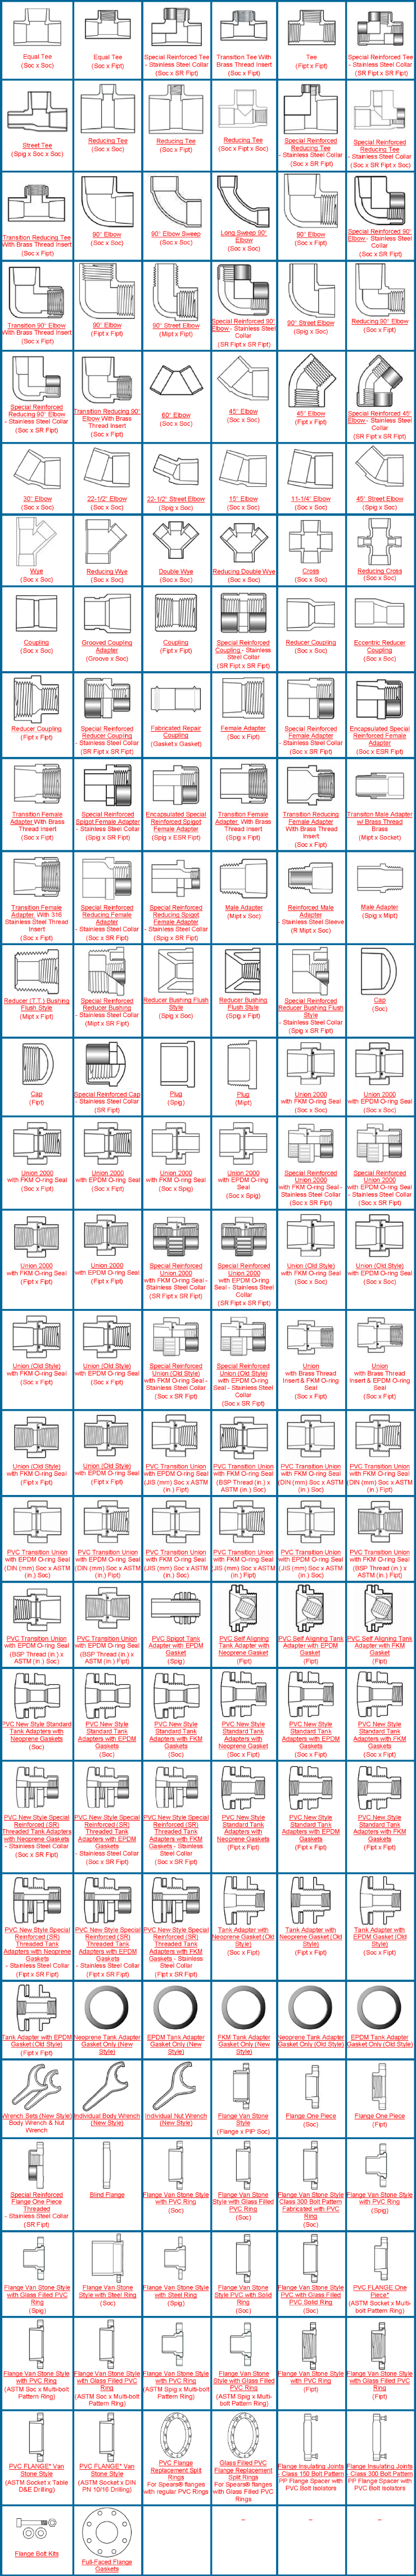 Equal Tee
(Soc x Soc)
Equal Tee
(Soc x Fipt)
Special Reinforced Tee
- Stainless Steel Collar
(Soc x SR Fipt)
Transition Tee With
Brass Thread Insert
(Soc x Fipt)
Tee
(Fipt x Fipt)
Special Reinforced Tee
- Stainless Steel Collar
(SR Fipt x SR Fipt)
Street Tee
(Spig x Soc x Soc)
Reducing Tee
(Soc x Soc)
Reducing Tee
(Soc x Fipt)
Reducing Tee
(Soc x Fipt x Soc)
Special Reinforced
Reducing Tee
- Stainless Steel Collar
(Soc x SR Fipt)
Special Reinforced
Reducing Tee
- Stainless Steel Collar
(Soc x SR Fipt x Soc)
Transition Reducing Tee
With Brass Thread Insert
(Soc x Fipt)
90° Elbow
(Soc x Soc)
90° Elbow Sweep
(Soc x Soc)
Long Sweep 90°
Elbow
(Soc x Soc)
90° Elbow
(Soc x Fipt)
Special Reinforced 90°
Elbow - Stainless Steel
Collar
(Soc x SR Fipt)
Transition 90° Elbow
With Brass Thread Insert
(Soc x Fipt)
90° Elbow
(Fipt x Fipt)
90° Street Elbow
(Mipt x Fipt)
Special Reinforced 90°
Elbow - Stainless Steel
Collar
(SR Fipt x SR Fipt)
90° Street Elbow
(Spig x Soc)
Reducing 90° Elbow
(Soc x Fipt)
Special Reinforced
Reducing 90° Elbow
- Stainless Steel Collar
(Soc x SR Fipt)
Transition Reducing 90°
Elbow With Brass
Thread Insert
(Soc x Fipt)
60° Elbow
(Soc x Soc)
45° Elbow
(Soc x Soc)
45° Elbow
(Fipt x Fipt)
Special Reinforced 45°
Elbow - Stainless Steel
Collar
(SR Fipt x SR Fipt)
30° Elbow
(Soc x Soc)
22-1/2° Elbow
(Soc x Soc)
22-1/2° Street Elbow
(Spig x Soc)
15° Elbow
(Soc x Soc)
11-1/4° Elbow
(Soc x Soc)
45° Street Elbow
(Spig x Soc)
Wye
(Soc x Soc)
Reducing Wye
(Soc x Soc)
Double Wye
(Soc x Soc)
Reducing Double Wye
(Soc x Soc)
Cross
(Soc x Soc)
Reducing Cross
(Soc x Soc)
Coupling
(Soc x Soc)
Grooved Coupling
Adapter
(Groove x Soc)
Coupling
(Fipt x Fipt)
Special Reinforced
Coupling - Stainless
Steel Collar
(SR Fipt x SR Fipt)
Reducer Coupling
(Soc x Soc)
Eccentric Reducer
Coupling
(Soc x Soc)
Reducer Coupling
(Fipt x Fipt)
Special Reinforced
Reducer Coupling
- Stainless Steel Collar
(SR Fipt x SR Fipt)
Fabricated Repair
Coupling
(Gasket x Gasket)
Female Adapter
(Soc x Fipt)
Special Reinforced
Female Adapter
- Stainless Steel Collar
(Soc x SR Fipt)
Encapsulated Special
Reinforced Female
Adapter
(Soc x ESR Fipt)
Transition Female
Adapter With Brass
Thread Insert
(Soc x Fipt)
Special Reinforced
Spigot Female Adapter
- Stainless Steel Collar
(Spig x SR Fipt)
Encapsulated Special
Reinforced Spigot
Female Adapter
(Spig x ESR Fipt)
Transition Female
Adapter, With Brass
Thread Insert
(Spig x Fipt)
Transition Reducing
Female Adapter
With Brass Thread
Insert
(Soc x Fipt)
Transiton Male Adapter
w/ Brass Thread
Brass
(Mipt x Socket)
Transition Female
Adapter, With 316
Stainless Steel Thread
Insert
(Soc x Fipt)
Special Reinforced
Reducing Female
Adapter
- Stainless Steel Collar
(Soc x SR Fipt)
Special Reinforced
Reducing Spigot
Female Adapter
- Stainless Steel Collar
(Spig x SR Fipt)
Male Adapter
(Mipt x Soc)
Reinforced Male
Adapter
- Stainless Steel Sleeve
(R Mipt x Soc)
Male Adapter
(Spig x Mipt)
Reducer (T.T.) Bushing
Flush Style
(Mipt x Fipt)
Special Reinforced
Reducer Bushing
- Stainless Steel Collar
(Mipt x SR Fipt)
Reducer Bushing Flush
Style
(Spig x Soc)
Reducer Bushing
Flush Style
(Spig x Fipt)
Special Reinforced
Reducer Bushing Flush
Style
- Stainless Steel Collar
(Spig x SR Fipt)
Cap
(Soc)
Cap
(Fipt)
Special Reinforced Cap
- Stainless Steel Collar
(SR Fipt)
Plug
(Spig)
Plug
(Mipt)
Union 2000
with FKM O-ring Seal
(Soc x Soc)
Union 2000
with EPDM O-ring Seal
(Soc x Soc)
Union 2000
with FKM O-ring Seal
(Soc x Fipt)
Union 2000
with EPDM O-ring Seal
(Soc x Fipt)
Union 2000
with FKM O-ring Seal
(Soc x Spig)
Union 2000
with EPDM O-ring
Seal
(Soc x Spig)
Special Reinforced
Union 2000
with FKM O-ring Seal -
Stainless Steel Collar
(Soc x SR Fipt)
Special Reinforced
Union 2000
with EPDM O-ring Seal
- Stainless Steel Collar
(Soc x SR Fipt)
Union 2000
with FKM O-ring Seal
(Fipt x Fipt)
Union 2000
with EPDM O-ring Seal
(Fipt x Fipt)
Special Reinforced
Union 2000
with FKM O-ring Seal -
Stainless Steel Collar
(SR Fipt x SR Fipt)
Special Reinforced
Union 2000
with EPDM O-ring
Seal - Stainless Steel
Collar
(SR Fipt x SR Fipt)
Union (Old Style)
with FKM O-ring Seal
(Soc x Soc)
Union (Old Style)
with EPDM O-ring Seal
(Soc x Soc)
Union (Old Style)
with FKM O-ring Seal
(Soc x Fipt)
Union (Old Style)
with EPDM O-ring Seal
(Soc x Fipt)
Special Reinforced
Union (Old Style)
with FKM O-ring Seal -
Stainless Steel Collar
(Soc x SR Fipt)
Special Reinforced
Union (Old Style)
with EPDM O-ring
Seal - Stainless Steel
Collar
(Soc x SR Fipt)
Union
with Brass Thread
Insert & FKM O-ring
Seal
(Soc x Fipt)
Union
with Brass Thread
Insert & EPDM O-ring
Seal
(Soc x Fipt)
Union (Old Style)
with FKM O-ring Seal
(Fipt x Fipt)
Union (Old Style)
with EPDM O-ring Seal
(Fipt x Fipt)
PVC Transition Union
with EPDM O-ring Seal
(JIS (mm) Soc x ASTM
(in.) Fipt)
PVC Transition Union
with FKM O-ring Seal
(BSP Thread (in.) x
ASTM (in.) Soc)
PVC Transition Union
with FKM O-ring Seal
(DIN (mm) Soc x ASTM
(in.) Soc)
PVC Transition Union
with FKM O-ring Seal
(DIN (mm) Soc x ASTM
(in.) Fipt)
PVC Transition Union
with EPDM O-ring Seal
(DIN (mm) Soc x ASTM
(in.) Soc)
PVC Transition Union
with EPDM O-ring Seal
(DIN (mm) Soc x ASTM
(in.) Fipt)
PVC Transition Union
with FKM O-ring Seal
(JIS (mm) Soc x ASTM
(in.) Soc)
PVC Transition Union
with FKM O-ring Seal
(JIS (mm) Soc x ASTM
(in.) Fipt)
PVC Transition Union
with EPDM O-ring Seal
(JIS (mm) Soc x ASTM
(in.) Soc)
PVC Transition Union
with FKM O-ring Seal
(BSP Thread (in.) x
ASTM (in.) Fipt)
PVC Transition Union
with EPDM O-ring Seal
(BSP Thread (in.) x
ASTM (in.) Soc)
PVC Transition Union
with EPDM O-ring Seal
(BSP Thread (in.) x
ASTM (in.) Fipt)
PVC Spigot Tank
Adapter with EPDM
Gasket
(Spig)
PVC Self Aligning
Tank Adapter with
Neoprene Gasket
(Fipt)
PVC Self Aligning Tank
Adapter with EPDM
Gasket
(Fipt)
PVC Self Aligning Tank
Adapter with FKM
Gasket
(Fipt)
PVC New Style Standard
Tank Adapters with
Neoprene Gaskets
(Soc)
PVC New Style
Standard Tank
Adapters with EPDM
Gaskets
(Soc)
PVC New Style
Standard Tank
Adapters with FKM
Gaskets
(Soc)
PVC New Style
Standard Tank
Adapters with
Neoprene Gasket
(Soc x Fipt)
PVC New Style
Standard Tank
Adapters with EPDM
Gaskets
(Soc x Fipt)
PVC New Style
Standard Tank
Adapters with FKM
Gaskets
(Soc x Fipt)
PVC New Style Special
Reinforced (SR)
Threaded Tank Adapters
with Neoprene Gaskets
- Stainless Steel Collar
(Soc x SR Fipt)
PVC New Style Special
Reinforced (SR)
Threaded Tank
Adapters with EPDM
Gaskets
- Stainless Steel Collar
(Soc x SR Fipt)
PVC New Style Special
Reinforced (SR)
Threaded Tank
Adapters with FKM
Gaskets - Stainless
Steel Collar
(Soc x SR Fipt)
PVC New Style
Standard Tank
Adapters with
Neoprene Gaskets
(Fipt x Fipt)
PVC New Style
Standard Tank
Adapters with EPDM
Gaskets
(Fipt x Fipt)
PVC New Style
Standard Tank
Adapters with FKM
Gaskets
(Fipt x Fipt)
PVC New Style Special
Reinforced (SR)
Threaded Tank
Adapters with Neoprene
Gaskets
- Stainless Steel Collar
(Fipt x SR Fipt)
PVC New Style Special
Reinforced (SR)
Threaded Tank
Adapters with EPDM
Gaskets
- Stainless Steel Collar
(Fipt x SR Fipt)
PVC New Style Special
Reinforced (SR)
Threaded Tank
Adapters with FKM
Gaskets - Stainless
Steel Collar
(Fipt x SR Fipt)
Tank Adapter with
Neoprene Gasket (Old
Style)
(Soc x Fipt)
Tank Adapter with
Neoprene Gasket (Old
Style)
(Fipt x Fipt)
Tank Adapter with
EPDM Gasket (Old
Style)
(Soc x Fipt)
Tank Adapter with EPDM
Gasket (Old Style)
(Fipt x Fipt)
Neoprene Tank Adapter
Gasket Only (New
Style)
EPDM Tank Adapter
Gasket Only (New
Style)
FKM Tank Adapter
Gasket Only (New
Style)
Neoprene Tank Adapter
Gasket Only (Old Style)
EPDM Tank Adapter
Gasket Only (Old Style)
Wrench Sets (New Style)
Body Wrench & Nut
Wrench
Individual Body Wrench
(New Style)
Individual Nut Wrench
(New Style)
Flange Van Stone
Style
(Flange x PIP Soc)
Flange One Piece
(Soc)
Flange One Piece
(Fipt)
Special Reinforced
Flange One Piece
Threaded
- Stainless Steel Collar
(SR Fipt)
Blind Flange
Flange Van Stone Style
with PVC Ring
(Soc)
Flange Van Stone
Style with Glass Filled
PVC Ring
(Soc)
Flange Van Stone Style
Class 300 Bolt Pattern
Fabricated with PVC
Ring
(Soc)
Flange Van Stone Style
with PVC Ring
(Spig)
Flange Van Stone Style
with Glass Filled PVC
Ring
(Spig)
Flange Van Stone
Style with Steel Ring
(Soc)
Flange Van Stone
Style with Steel Ring
(Spig)
Flange Van Stone
Style PVC with Solid
Ring
(Soc)
Flange Van Stone Style
PVC with Glass Filled
PVC Solid Ring
(Soc)
PVC FLANGE One
Piece*
(ASTM Socket x Multi-
bolt Pattern Ring)
Flange Van Stone Style
with PVC Ring
(ASTM Soc x Multi-bolt
Pattern Ring)
Flange Van Stone Style
with Glass Filled PVC
Ring
(ASTM Soc x Multi-bolt
Pattern Ring)
Flange Van Stone Style
with PVC Ring
(ASTM Spig x Multi-bolt
Pattern Ring)
Flange Van Stone
Style with Glass Filled
PVC Ring
(ASTM Spig x Multi-
bolt Pattern Ring)
Flange Van Stone Style
with PVC Ring
(Fipt)
Flange Van Stone Style
with Glass Filled PVC
Ring
(Fipt)
PVC FLANGE* Van
Stone Style
(ASTM Socket x Table
D&E Drilling)
PVC FLANGE* Van
Stone Style
(ASTM Socket x DIN
PN 10/16 Drilling)
PVC Flange
Replacement Split
Rings
For Spears® flanges
with regular PVC Rings
Glass Filled PVC
Flange Replacement
Split Rings
For Spears® flanges
with Glass Filled PVC
Rings
Flange Insulating Joints
- Class 150 Bolt Pattern
PP Flange Spacer with
PVC Bolt Isolators
Flange Insulating Joints
- Class 300 Bolt Pattern
PP Flange Spacer with
PVC Bolt Isolators
Flange Bolt Kits
Full-Faced Flange
Gaskets